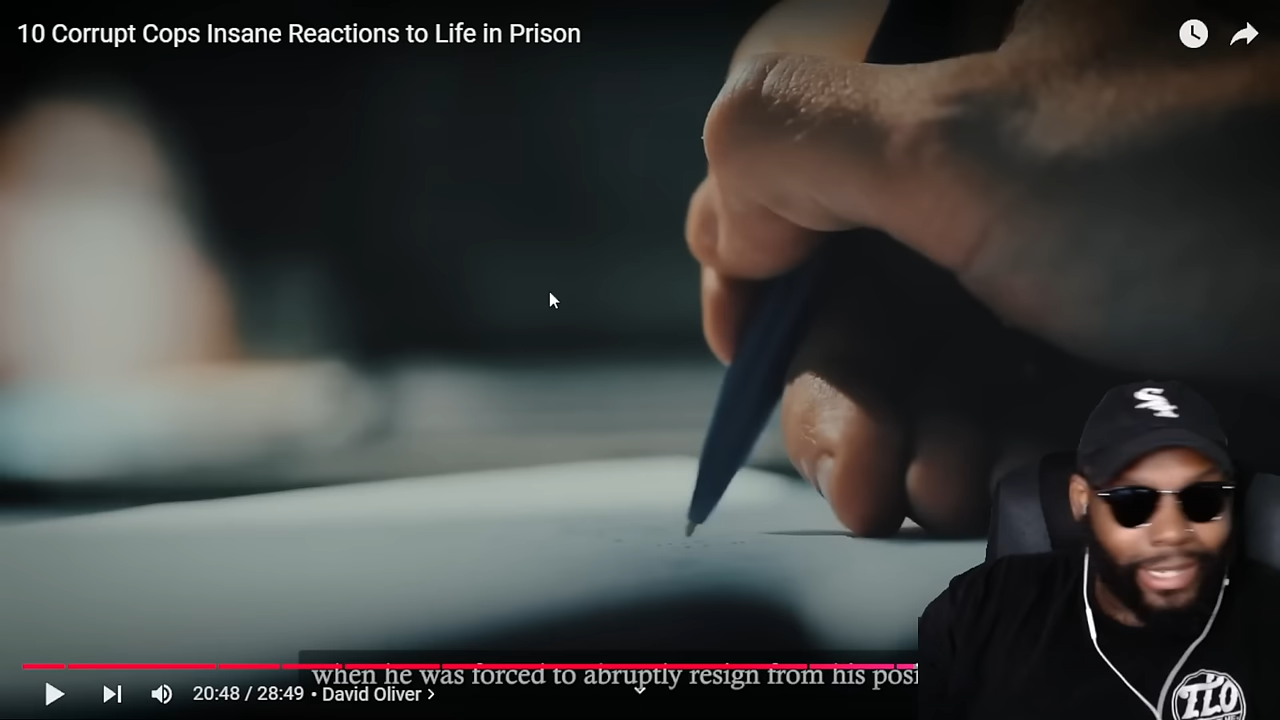 10 Corrupt Cops Insane Reactions to Life in Prison
when he was forced to abruptly resign from his posi
20:48 / 28:49 • David Oliver >
TLO